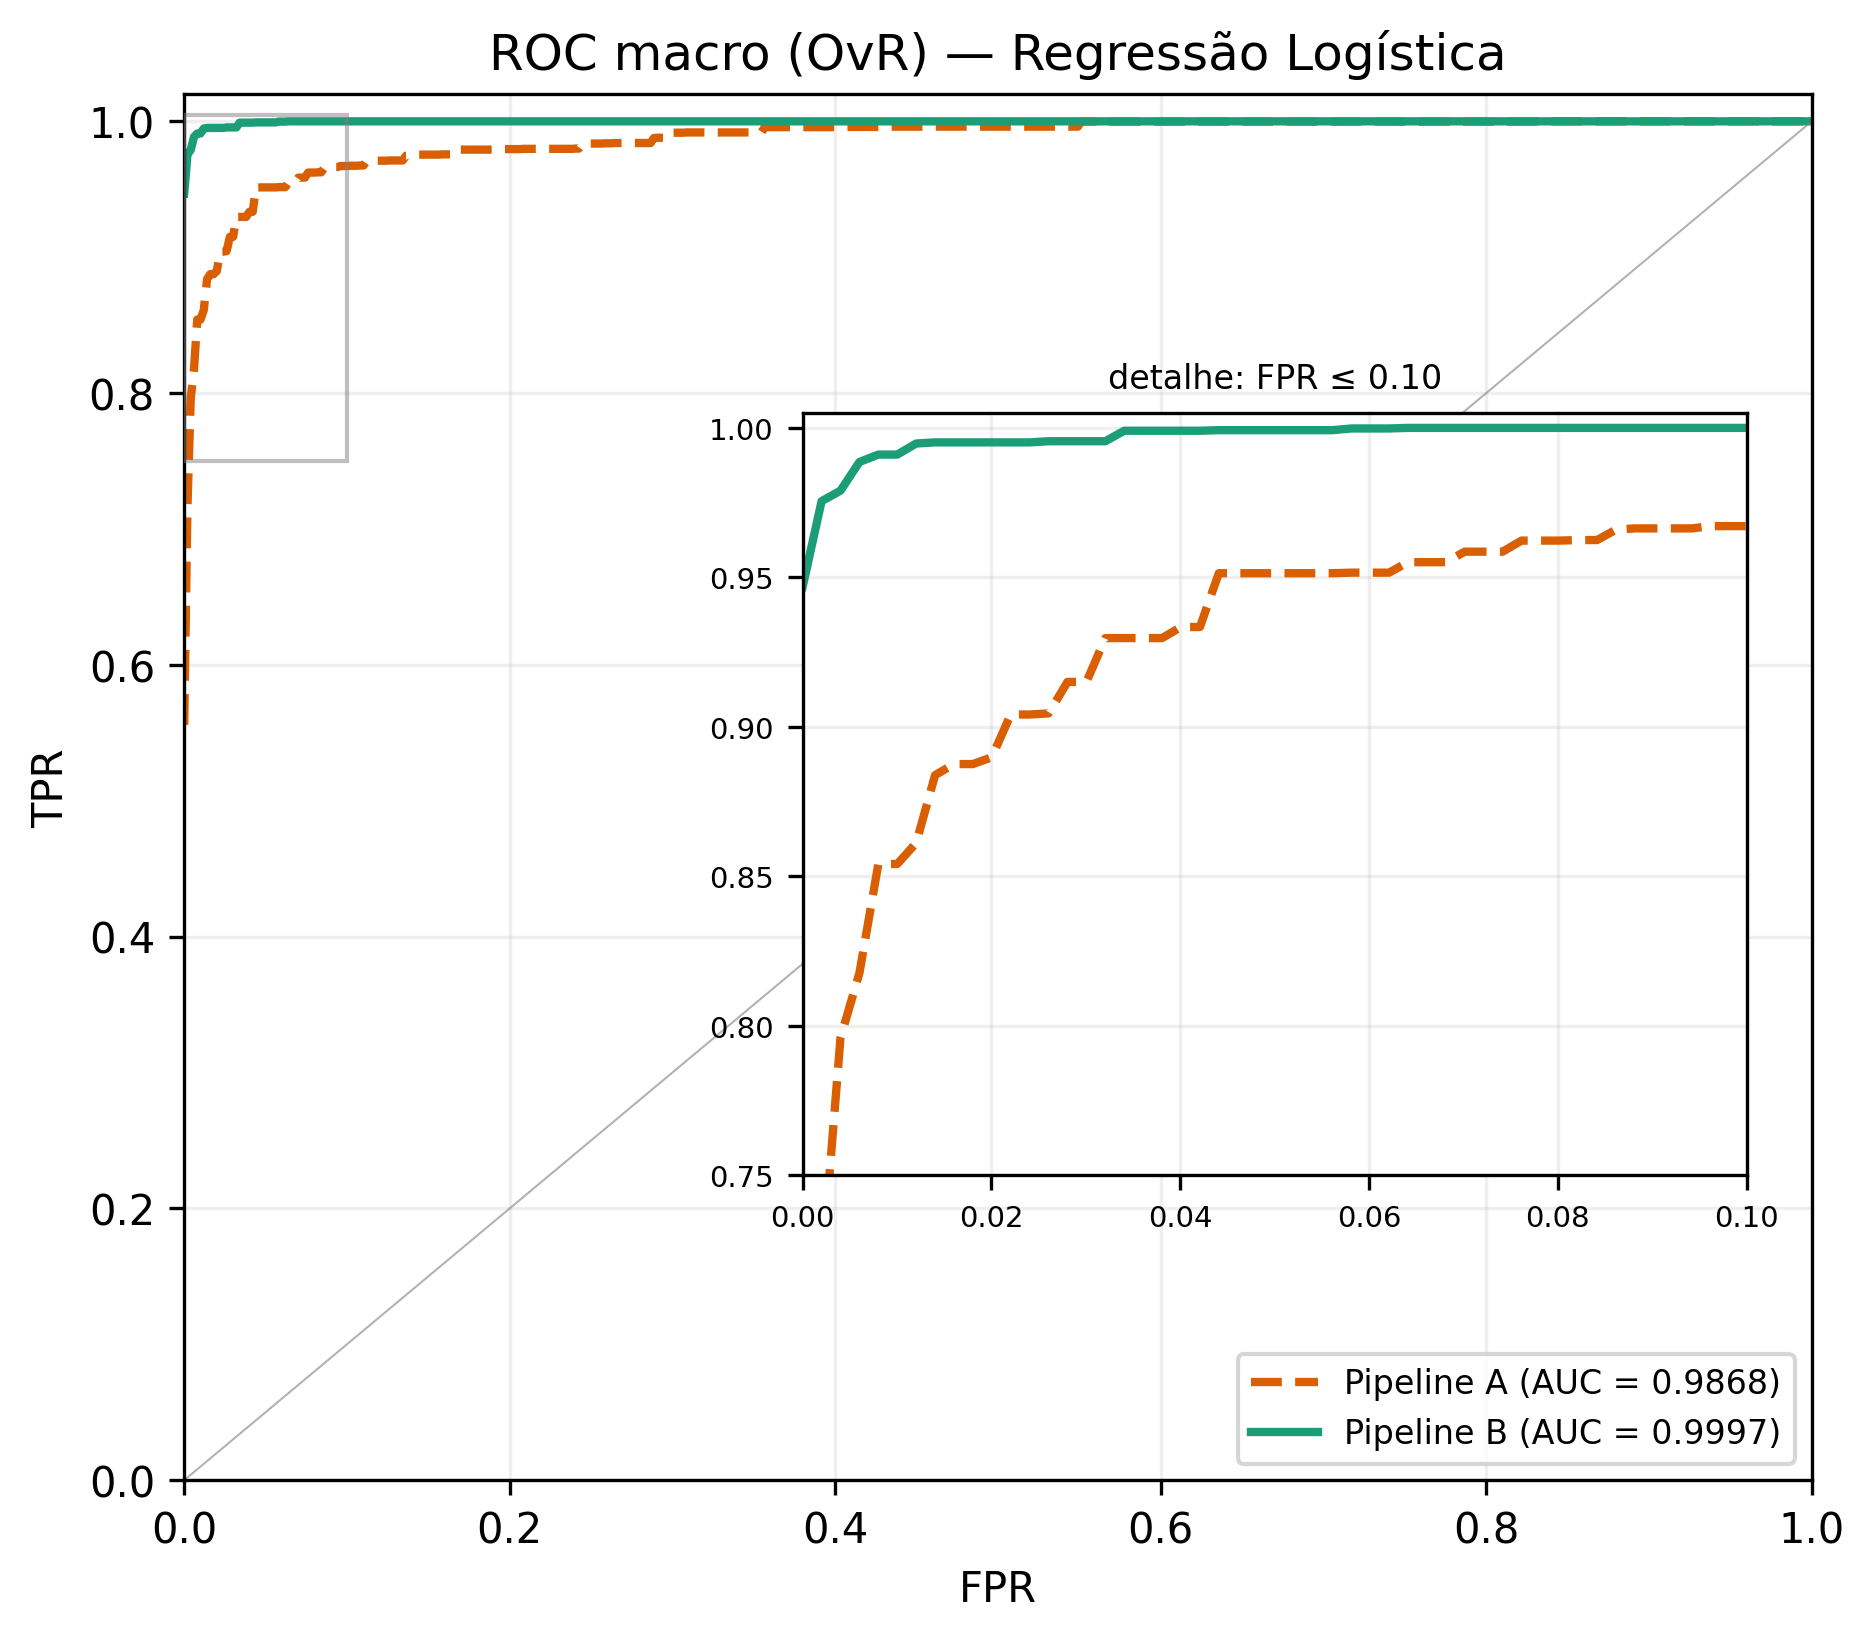 ROC macro (OvR) — Regressão Logística
1.0
0.8
0.6
0.4
0.2
0.0
TPR
detalhe: FPR ≤ 0.10
1.00
0.95
0.90
0.85
0.80
0.75
0.00 0.02 0.04 0.06 0.08 0.10
Pipeline A (AUC = 0.9868)
Pipeline B (AUC = 0.9997)
0.0 0.2 0.4 0.6 0.8 1.0
FPR